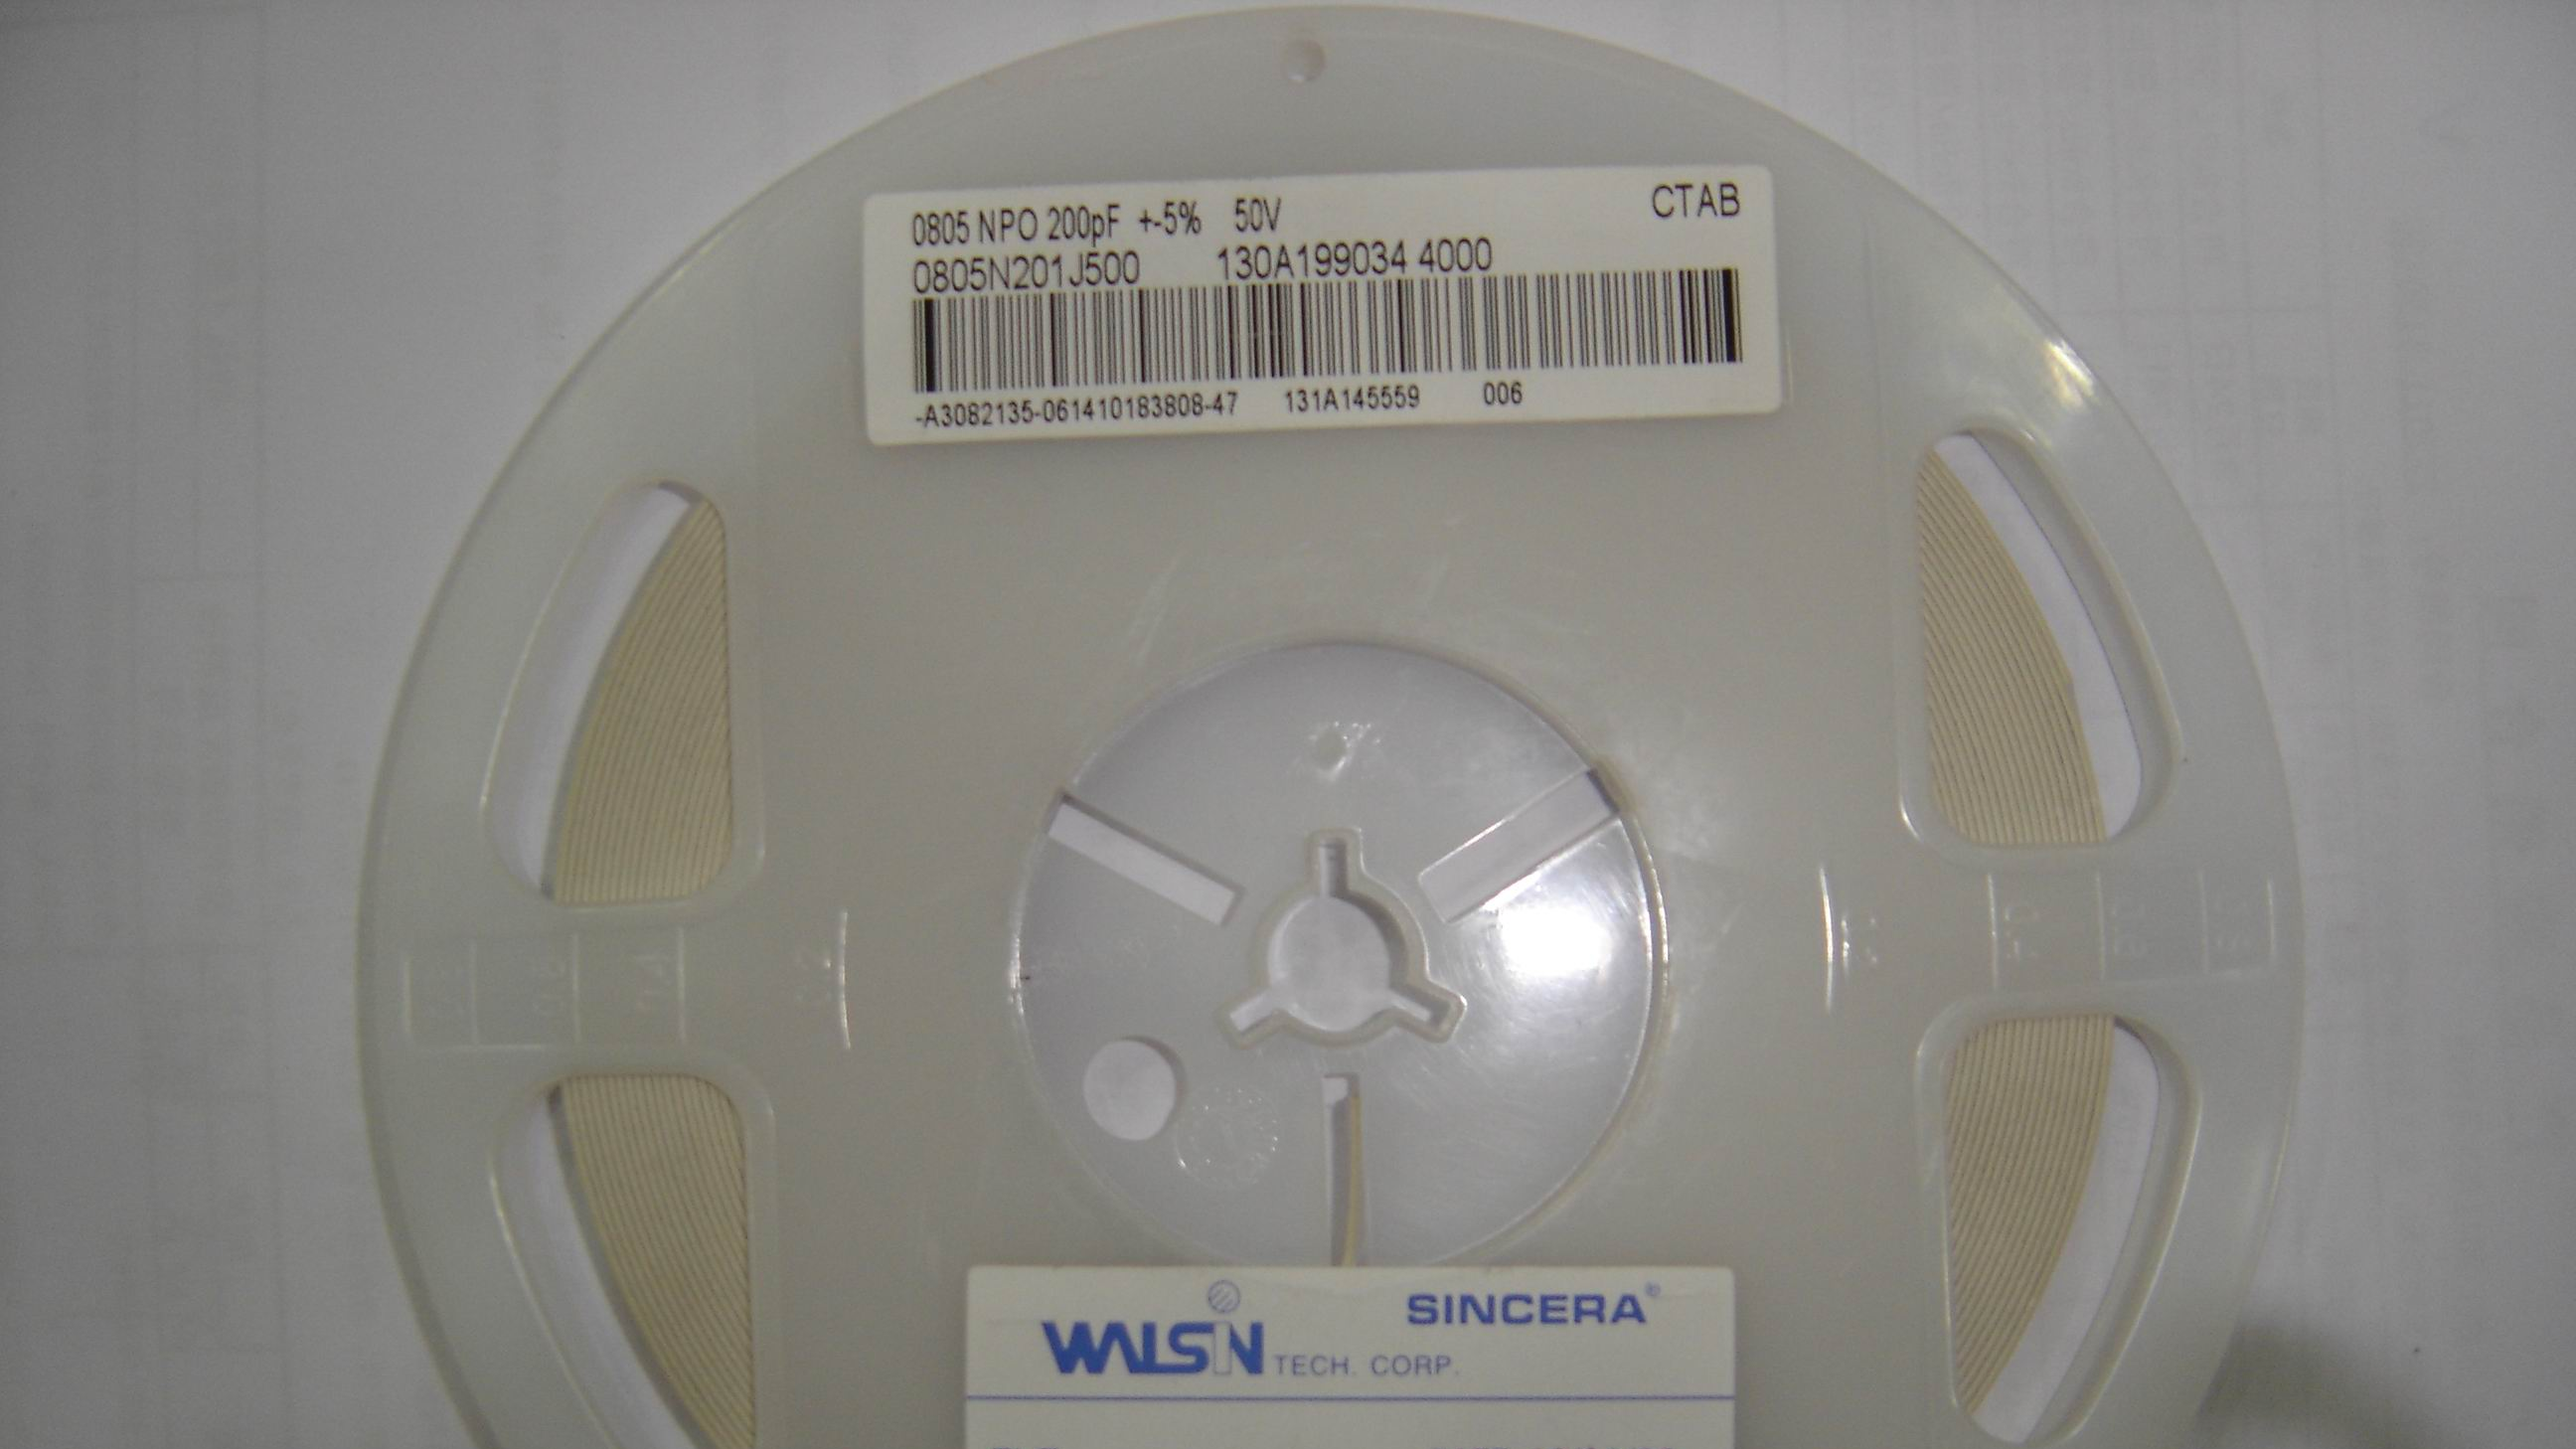 0805 NPO 200pF +-5% 50V CTAB
0805N201J500 130A199034 4000
-A3082135-061410183808-47 131A145559 006
SINCERA®
WALSIN TECH. CORP.